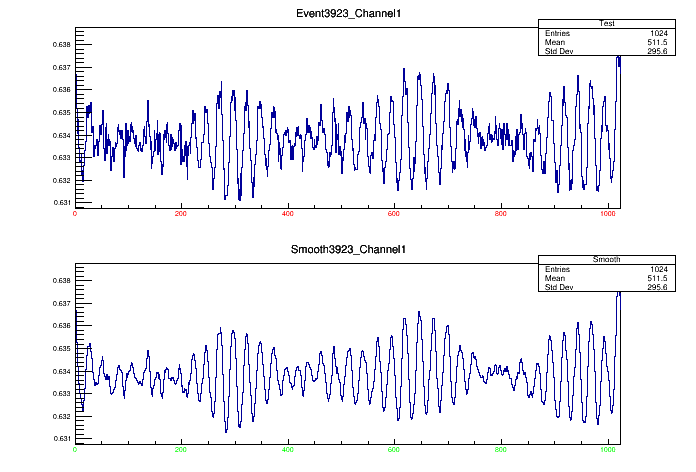 Event3923_Channel1
Test
Entries 1024
Mean 511.5
Std Dev 295.6
0.638
0.637
0.636
0.635
0.634
0.633
0.632
0.631
0 200 400 600 800 1000
Smooth3923_Channel1
Smooth
Entries 1024
Mean 511.5
Std Dev 295.6
0.638
0.637
0.636
0.635
0.634
0.633
0.632
0.631
0 200 400 600 800 1000